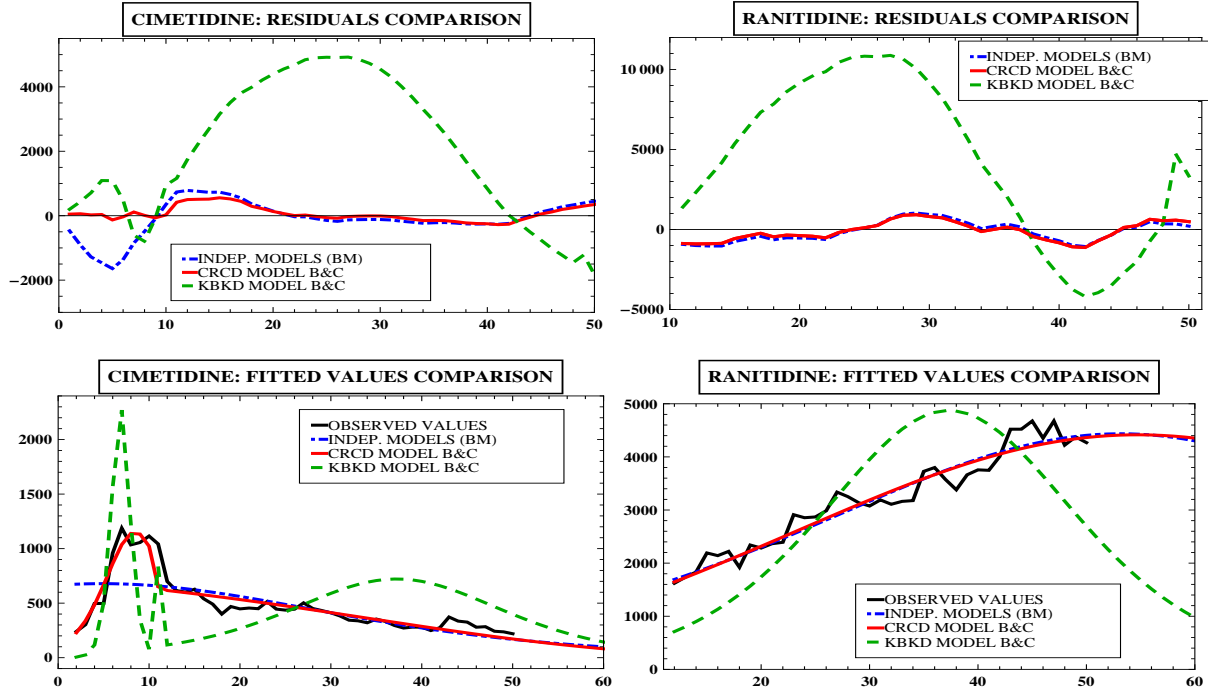 CIMETIDINE: RESIDUALS COMPARISON
4000
2000
0
−2000
INDEP. MODELS (BM)
CRCD MODEL B&C
KBKD MODEL B&C
0 10 20 30 40 50
RANITIDINE: RESIDUALS COMPARISON
10 000
5000
0
−5000
INDEP. MODELS (BM)
CRCD MODEL B&C
KBKD MODEL B&C
10 20 30 40 50
CIMETIDINE: FITTED VALUES COMPARISON
2000
1500
1000
500
0
OBSERVED VALUES
INDEP. MODELS (BM)
CRCD MODEL B&C
KBKD MODEL B&C
0 10 20 30 40 50 60
RANITIDINE: FITTED VALUES COMPARISON
5000
4000
3000
2000
1000
0
OBSERVED VALUES
INDEP. MODELS (BM)
CRCD MODEL B&C
KBKD MODEL B&C
20 30 40 50 60